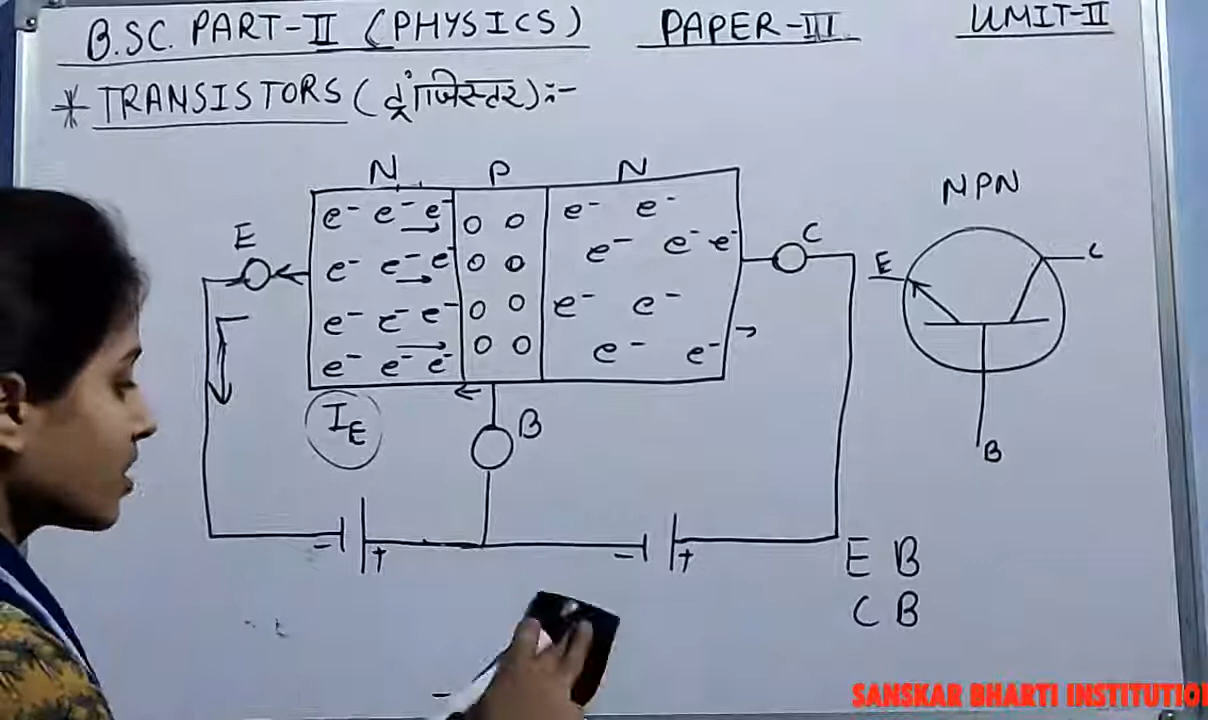 B.SC. PART-II (PHYSICS) PAPER-III UNIT-II
* TRANSISTORS (ट्रांजिस्टर):-
N P N
NPN
E
C
e⁻ e⁻ e⁻ o o e⁻ e⁻
e⁻ e⁻ e⁻ o o e⁻ e⁻ e⁻
e⁻ e⁻ e⁻ o o e⁻ e⁻
e⁻ e⁻ e⁻ o o e⁻ e⁻
E C
I_E
B
B
- + - +
E B
C B
-
SANSKAR BHARTI INSTITUTIO